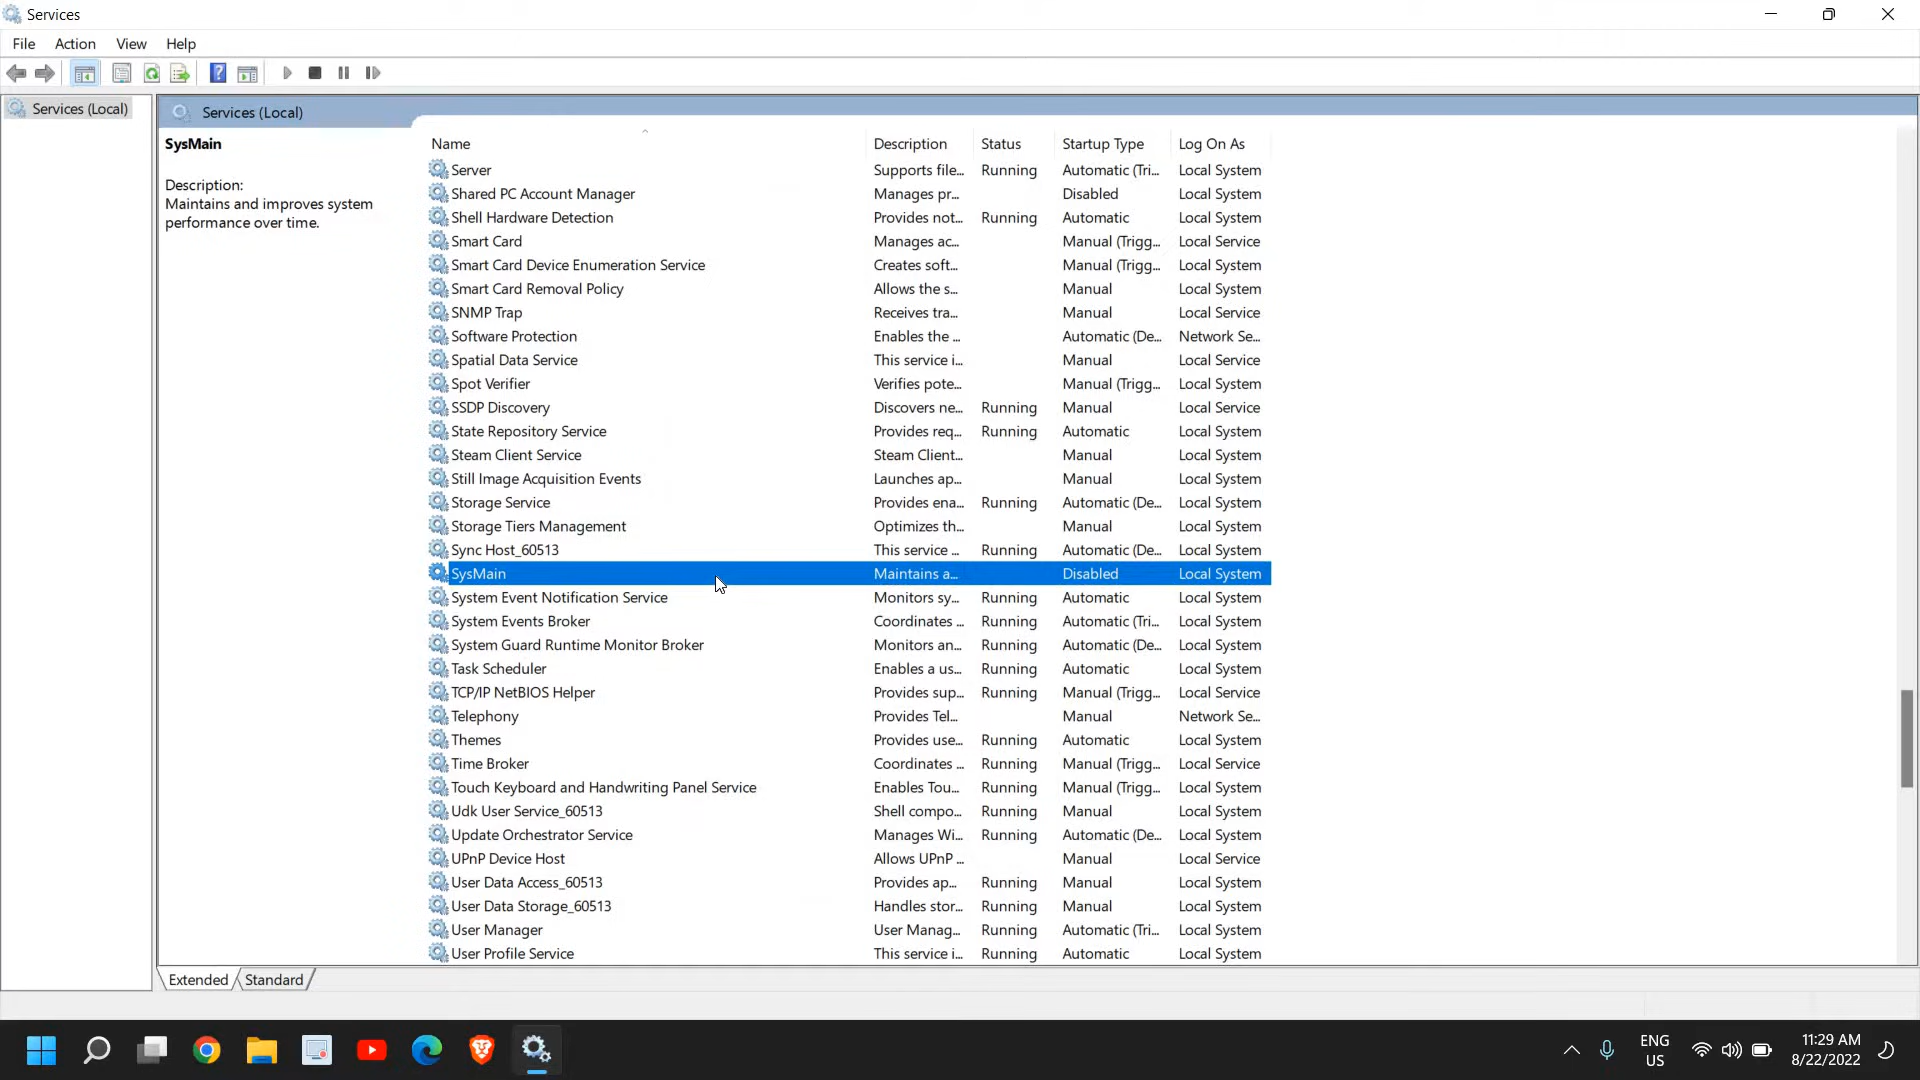 Services
File Action View Help
Services (Local)
Services (Local)
SysMain
Description:
Maintains and improves system
performance over time.
Name Description Status Startup Type Log On As
Server Supports file... Running Automatic (Tri... Local System
Shared PC Account Manager Manages pr... Disabled Local System
Shell Hardware Detection Provides not... Running Automatic Local System
Smart Card Manages ac... Manual (Trigg... Local Service
Smart Card Device Enumeration Service Creates soft... Manual (Trigg... Local System
Smart Card Removal Policy Allows the s... Manual Local System
SNMP Trap Receives tra... Manual Local Service
Software Protection Enables the ... Automatic (De... Network Se...
Spatial Data Service This service i... Manual Local Service
Spot Verifier Verifies pote... Manual (Trigg... Local System
SSDP Discovery Discovers ne... Running Manual Local Service
State Repository Service Provides req... Running Automatic Local System
Steam Client Service Steam Client... Manual Local System
Still Image Acquisition Events Launches ap... Manual Local System
Storage Service Provides ena... Running Automatic (De... Local System
Storage Tiers Management Optimizes th... Manual Local System
Sync Host_60513 This service ... Running Automatic (De... Local System
SysMain Maintains a... Disabled Local System
System Event Notification Service Monitors sy... Running Automatic Local System
System Events Broker Coordinates ... Running Automatic (Tri... Local System
System Guard Runtime Monitor Broker Monitors an... Running Automatic (De... Local System
Task Scheduler Enables a us... Running Automatic Local System
TCP/IP NetBIOS Helper Provides sup... Running Manual (Trigg... Local Service
Telephony Provides Tel... Manual Network Se...
Themes Provides use... Running Automatic Local System
Time Broker Coordinates ... Running Manual (Trigg... Local Service
Touch Keyboard and Handwriting Panel Service Enables Tou... Running Manual (Trigg... Local System
Udk User Service_60513 Shell compo... Running Manual Local System
Update Orchestrator Service Manages Wi... Running Automatic (De... Local System
UPnP Device Host Allows UPnP ... Manual Local Service
User Data Access_60513 Provides ap... Running Manual Local System
User Data Storage_60513 Handles stor... Running Manual Local System
User Manager User Manag... Running Automatic (Tri... Local System
User Profile Service This service i... Running Automatic Local System
Extended Standard
ENG
US
11:29 AM
8/22/2022